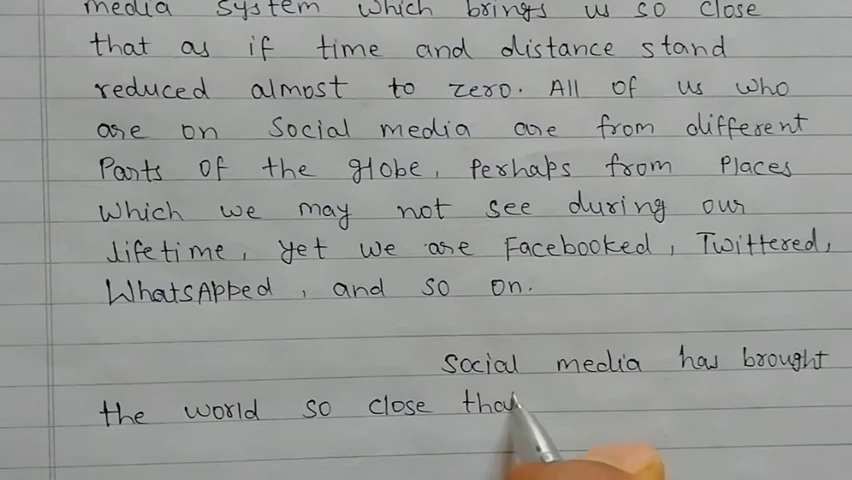 media system which brings us so close
that as if time and distance stand
reduced almost to zero. All of us who
are on social media are from different
Parts of the globe, perhaps from places
which we may not see during our
lifetime, yet we are Facebooked, Twittered,
WhatsApped, and so on.
Social media has brought
the world so close tha